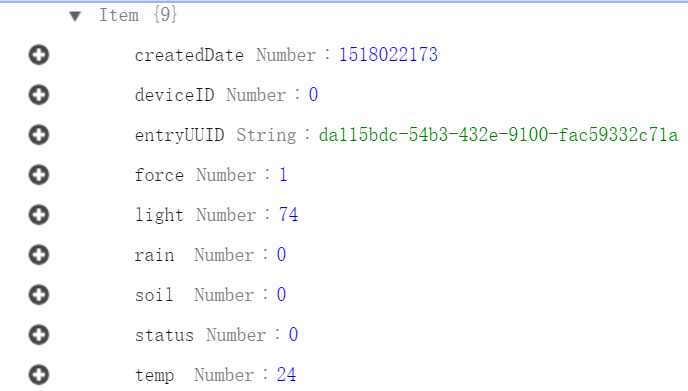 Item {9}
createdDate Number : 1518022173
deviceID Number : 0
entryUUID String : da115bdc-54b3-432e-9100-fac59332c71a
force Number : 1
light Number : 74
rain Number : 0
soil Number : 0
status Number : 0
temp Number : 24